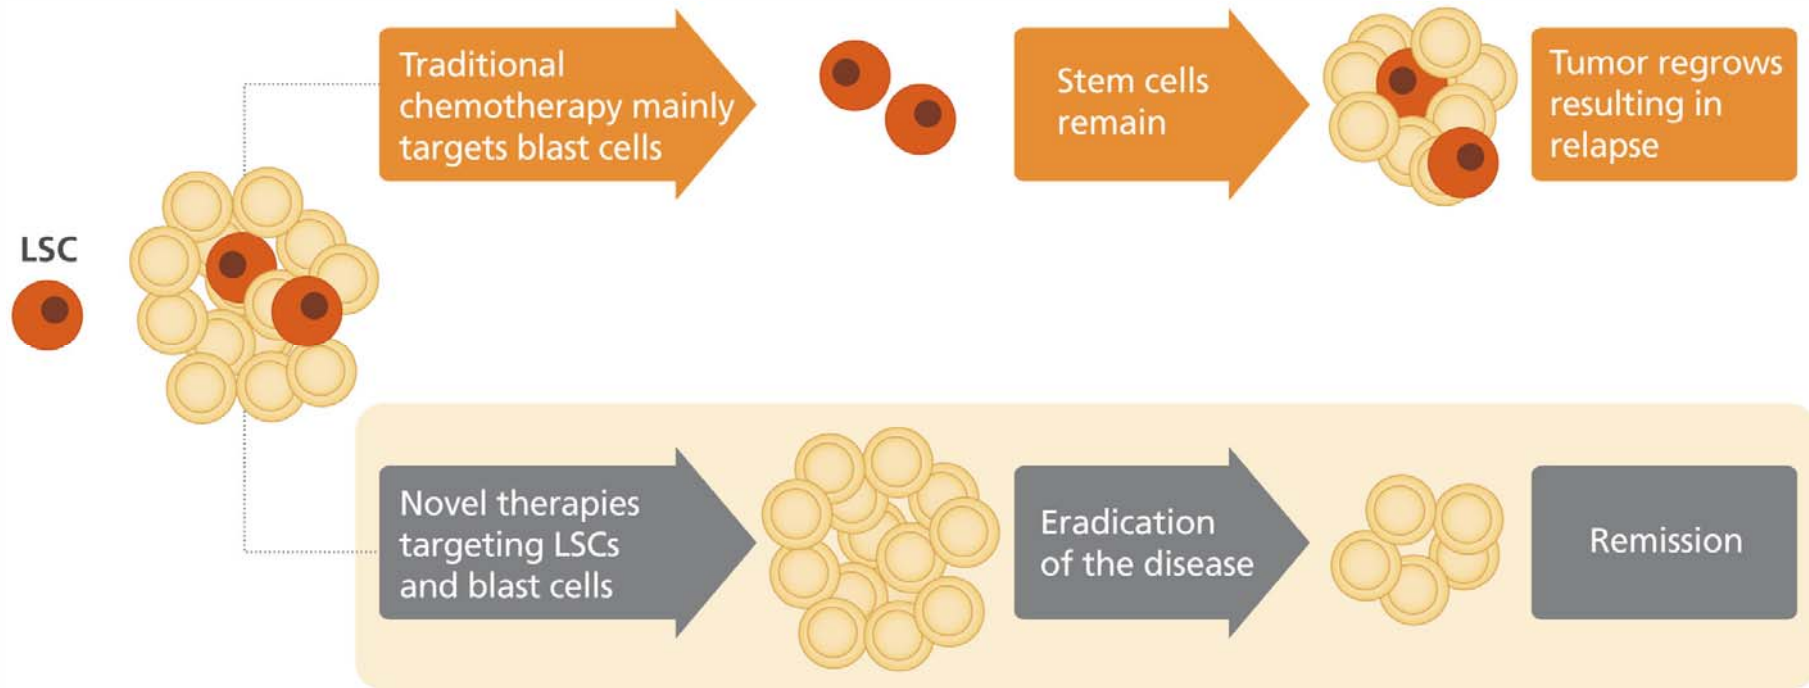 LSC
Traditional
chemotherapy mainly
targets blast cells
Stem cells
remain
Tumor regrows
resulting in
relapse
Novel therapies
targeting LSCs
and blast cells
Eradication
of the disease
Remission